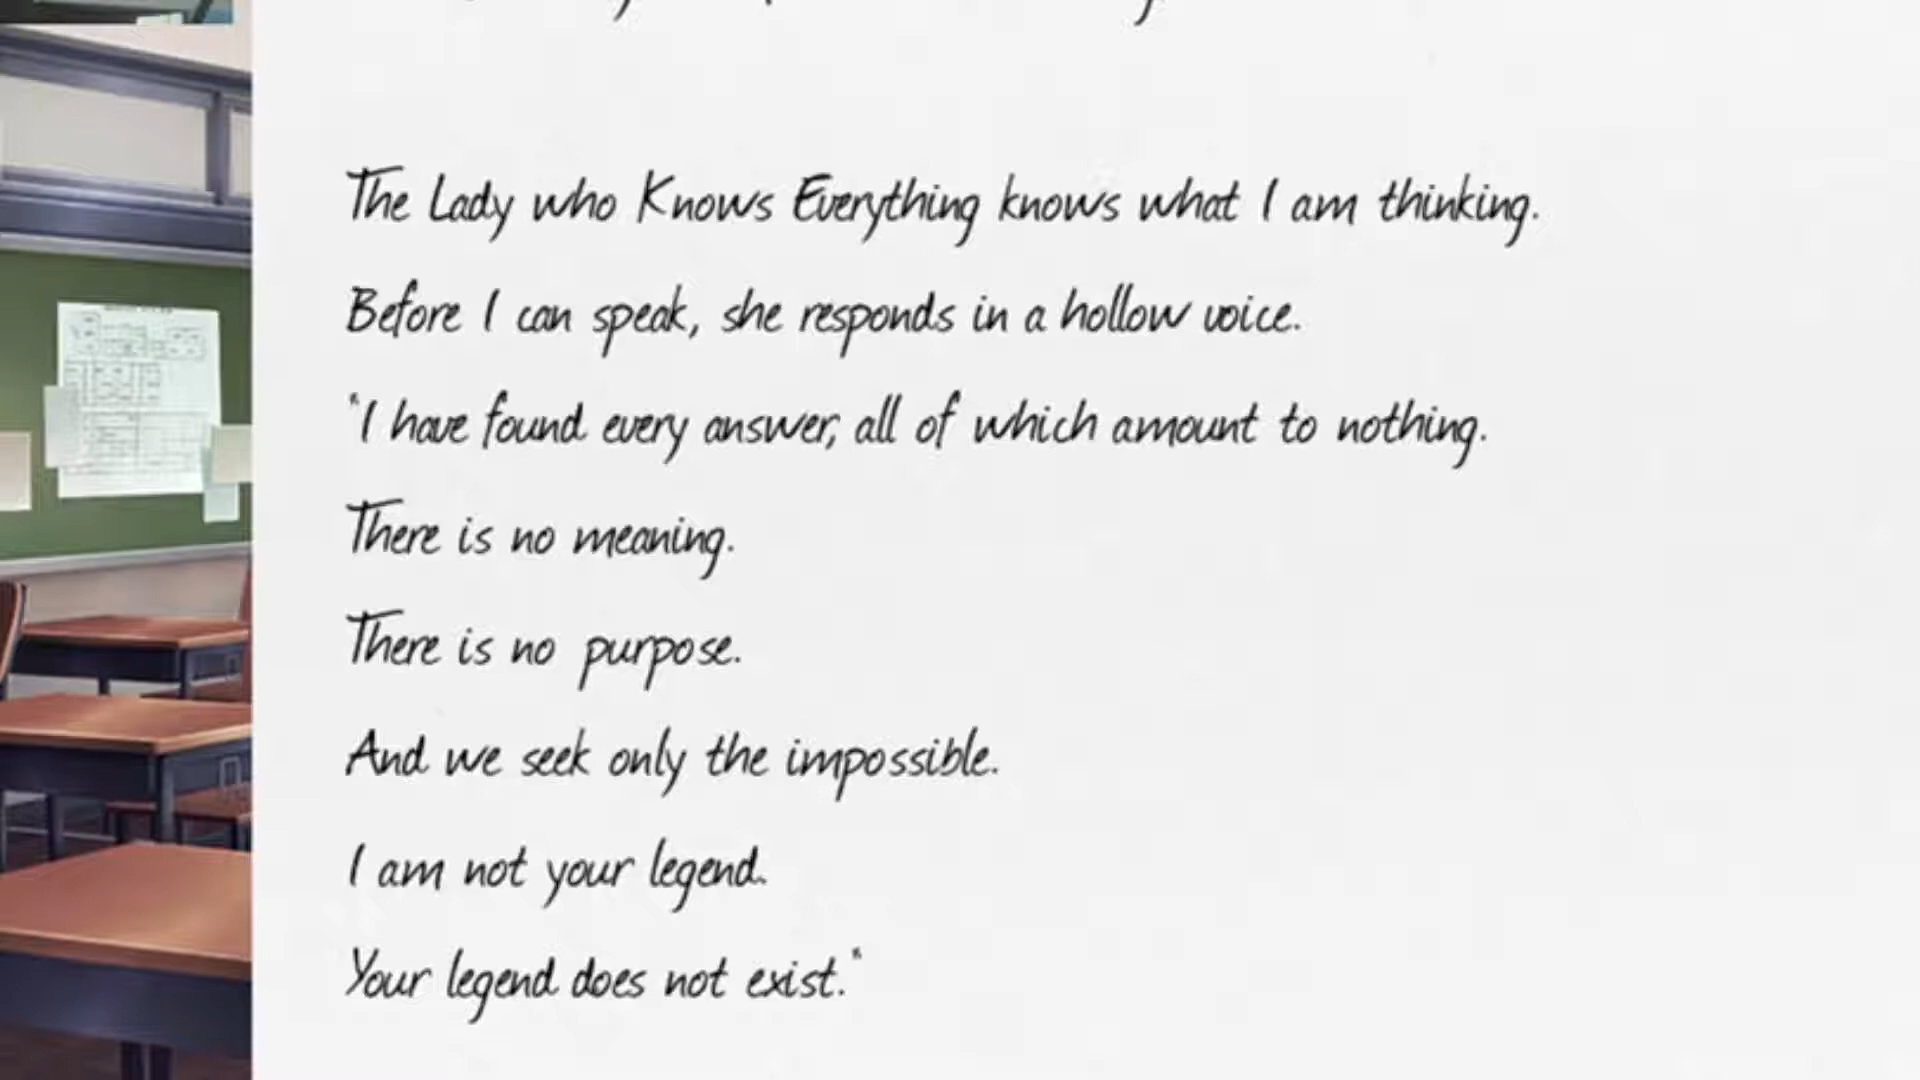 The Lady who Knows Everything knows what I am thinking.
Before I can speak, she responds in a hollow voice.
"I have found every answer, all of which amount to nothing.
There is no meaning.
There is no purpose.
And we seek only the impossible.
I am not your legend.
Your legend does not exist."